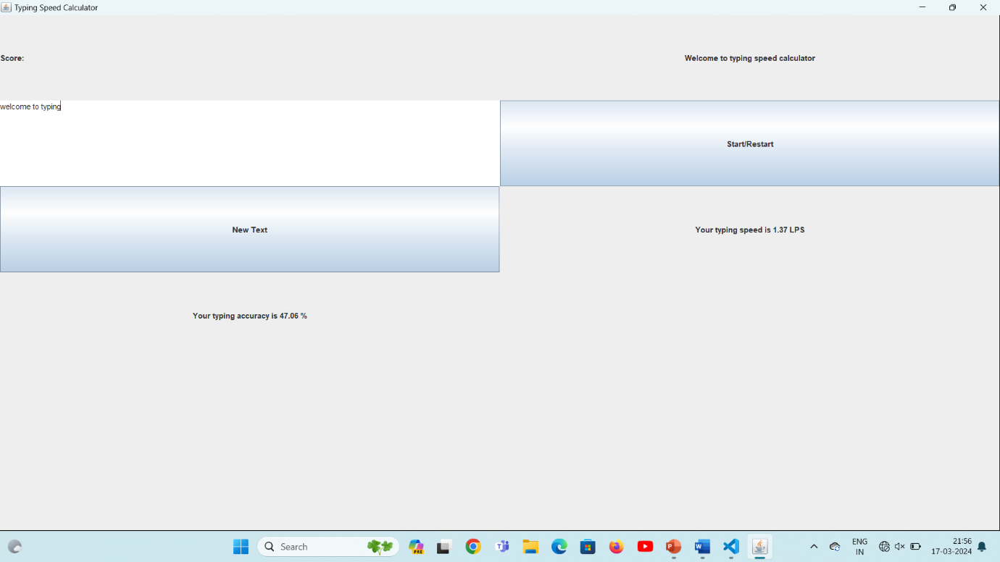 Typing Speed Calculator
Score:
Welcome to typing speed calculator
welcome to typing
Start/Restart
New Text
Your typing speed is 1.37 LPS
Your typing accuracy is 47.06 %
Search
PRE
ENG
IN
21:56
17-03-2024